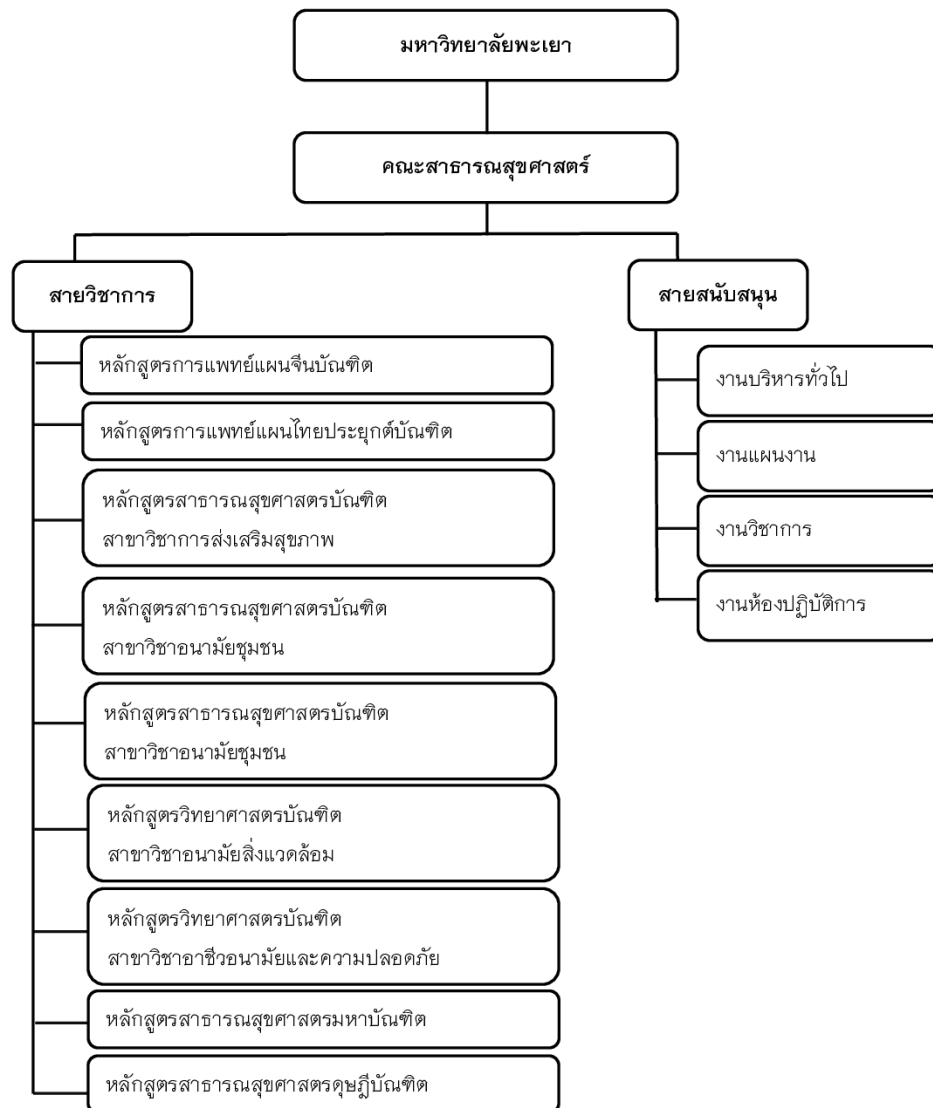 มหาวิทยาลัยพะเยา
คณะสาธารณสุขศาสตร์
สายวิชาการ
หลักสูตรการแพทย์แผนจีนบัณฑิต
หลักสูตรการแพทย์แผนไทยประยุกต์บัณฑิต
หลักสูตรสาธารณสุขศาสตรบัณฑิต
สาขาวิชาการส่งเสริมสุขภาพ
หลักสูตรสาธารณสุขศาสตรบัณฑิต
สาขาวิชาอนามัยชุมชน
หลักสูตรสาธารณสุขศาสตรบัณฑิต
สาขาวิชาอนามัยชุมชน
หลักสูตรวิทยาศาสตรบัณฑิต
สาขาวิชาอนามัยสิ่งแวดล้อม
หลักสูตรวิทยาศาสตรบัณฑิต
สาขาวิชาอาชีวอนามัยและความปลอดภัย
หลักสูตรสาธารณสุขศาสตรมหาบัณฑิต
หลักสูตรสาธารณสุขศาสตรดุษฎีบัณฑิต
สายสนับสนุน
งานบริหารทั่วไป
งานแผนงาน
งานวิชาการ
งานห้องปฏิบัติการ